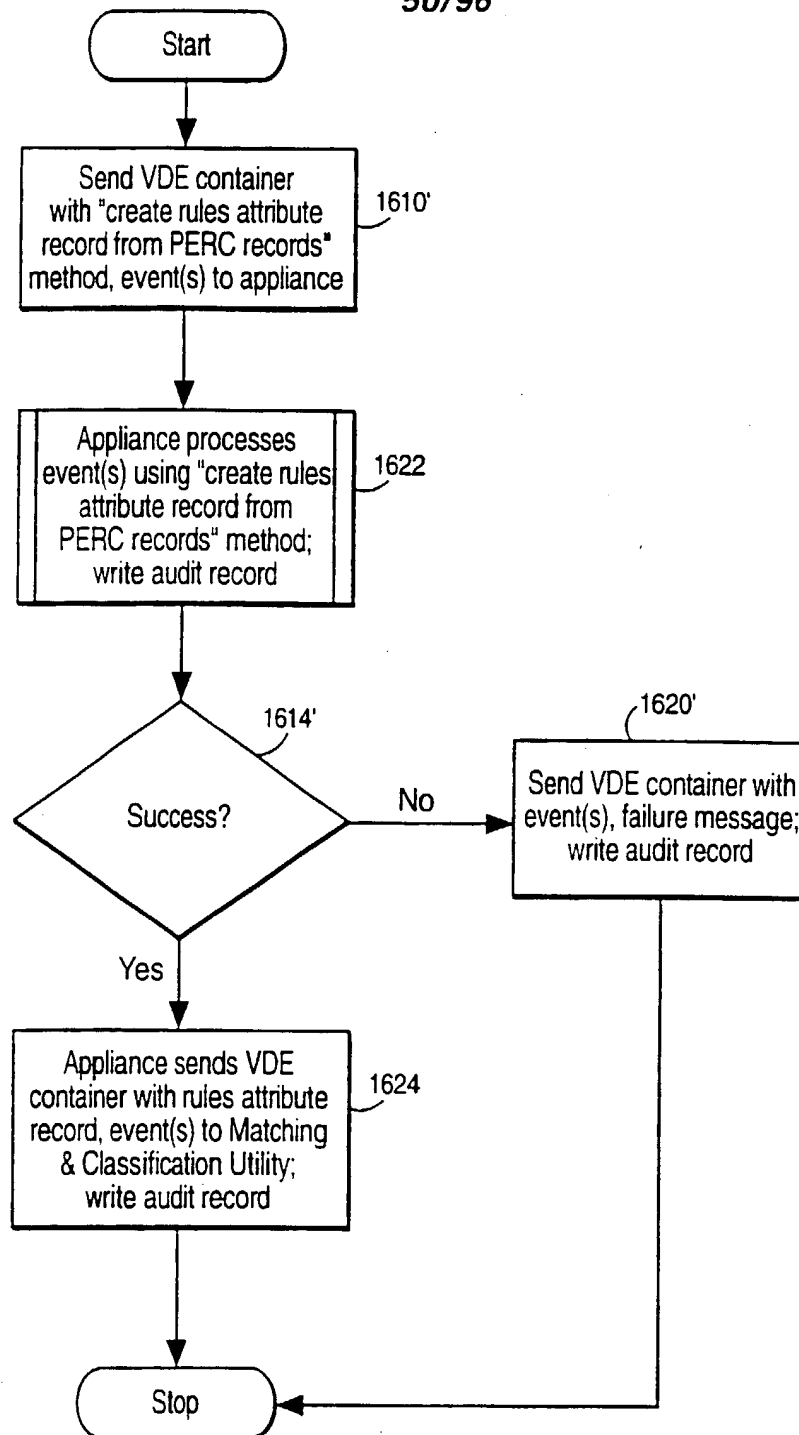 50/96
Start
Send VDE container
with "create rules attribute
record from PERC records"
method, event(s) to appliance
1610'
Appliance processes
event(s) using "create rules
attribute record from
PERC records" method;
write audit record
1622
1614'
Success?
No
1620'
Send VDE container with
event(s), failure message;
write audit record
Yes
Appliance sends VDE
container with rules attribute
record, event(s) to Matching
& Classification Utility;
write audit record
1624
Stop